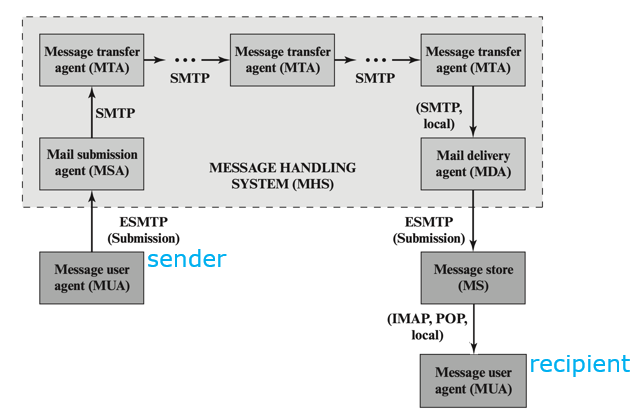 Message transfer
agent (MTA)
SMTP
Message transfer
agent (MTA)
SMTP
Message transfer
agent (MTA)
SMTP
(SMTP,
local)
Mail submission
agent (MSA)
MESSAGE HANDLING
SYSTEM (MHS)
Mail delivery
agent (MDA)
ESMTP
(Submission)
ESMTP
(Submission)
Message user
agent (MUA)
sender
Message store
(MS)
(IMAP, POP,
local)
Message user
agent (MUA)
recipient